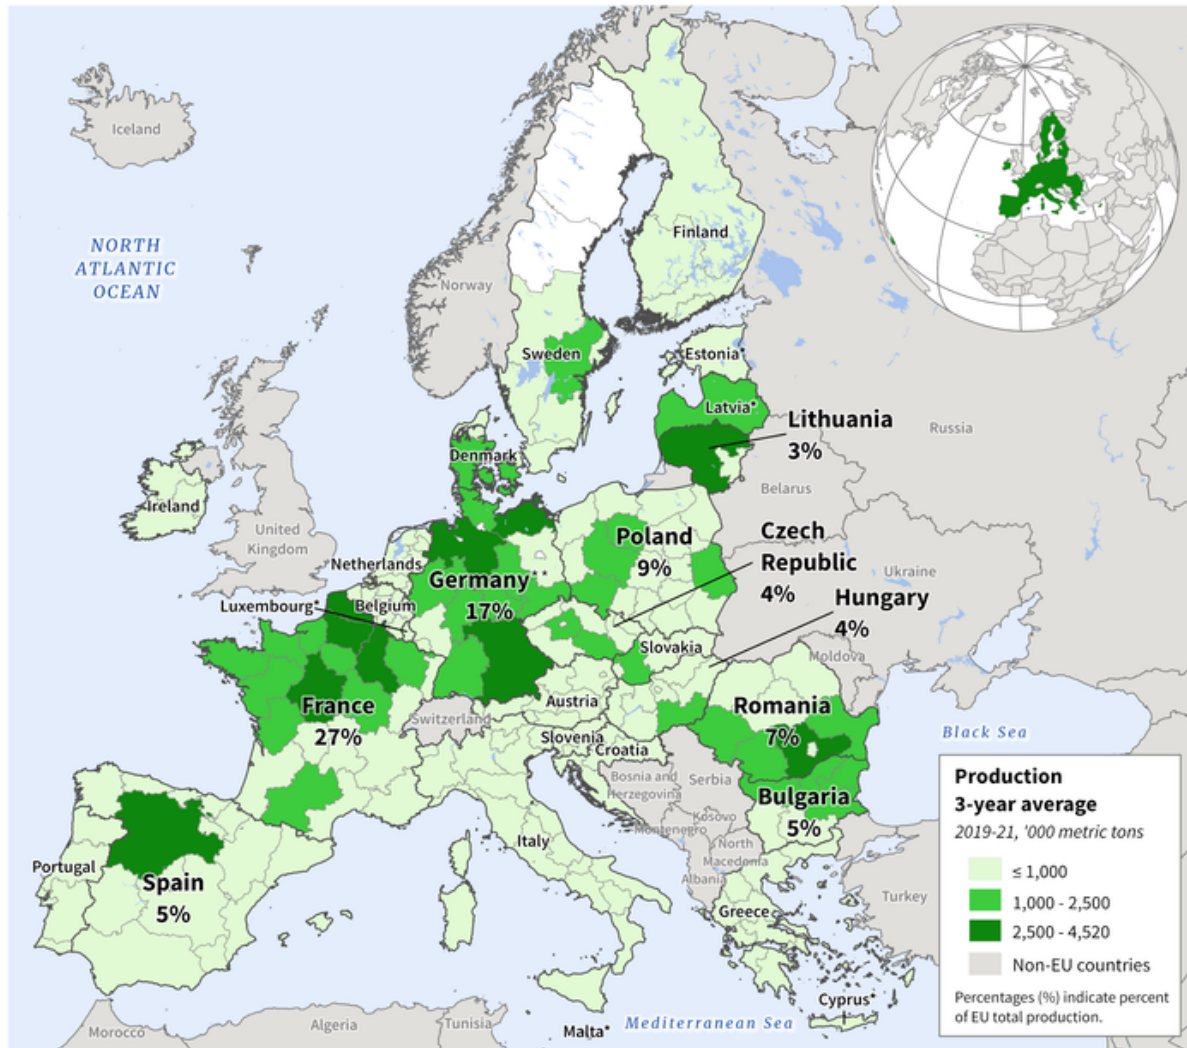 Iceland
NORTH
ATLANTIC
OCEAN
Norway
Finland
Sweden
Estonia*
Latvia*
Lithuania
3%
Russia
Denmark
Belarus
Ireland
United
Kingdom
Netherlands
Poland
9%
Czech
Republic
4%
Ukraine
Germany**
17%
Hungary
4%
Luxembourg*
Belgium
Slovakia
Moldova
France
27%
Switzerland
Austria
Romania
7%
Slovenia
Croatia
Black Sea
Bosnia and
Herzegovina
Serbia
Bulgaria
5%
Kosovo
Montenegro
North
Macedonia
Albania
Italy
Portugal
Spain
5%
Turkey
Greece
Cyprus*
Malta*
Mediterranean Sea
Morocco
Algeria
Tunisia
Production
3-year average
2019-21, '000 metric tons
≤ 1,000
1,000 - 2,500
2,500 - 4,520
Non-EU countries
Percentages (%) indicate percent
of EU total production.